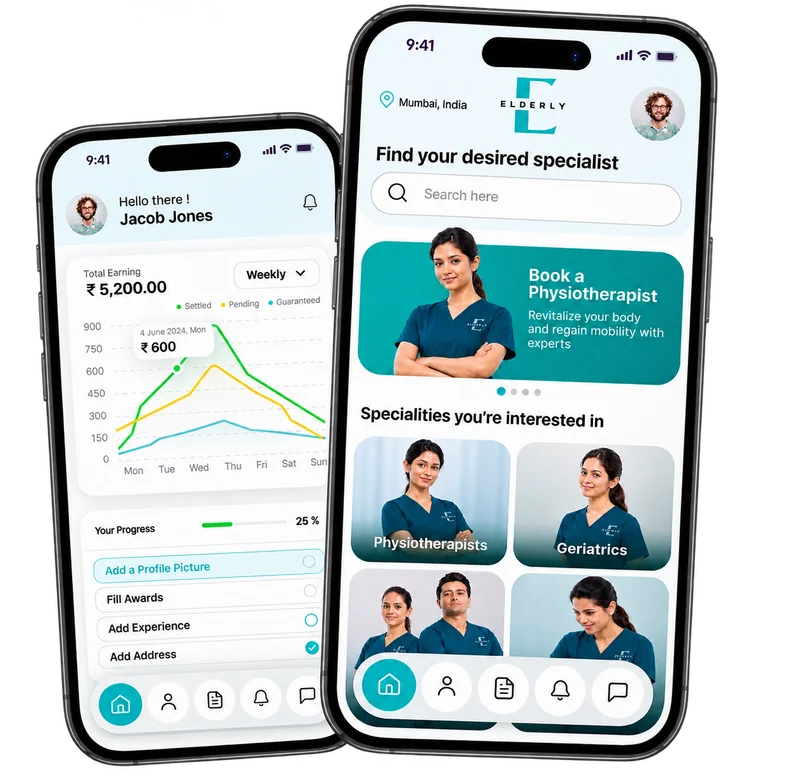 9:41
Hello there !
Jacob Jones
Total Earning
₹ 5,200.00
Weekly
Settled
Pending
Guaranteed
900
750
600
450
300
150
0
4 June 2024, Mon
₹ 600
Mon
Tue
Wed
Thu
Fri
Sat
Sun
Your Progress
25 %
Add a Profile Picture
Fill Awards
Add Experience
Add Address
9:41
Mumbai, India
E
ELDERLY
Find your desired specialist
Search here
Book a
Physiotherapist
Revitalize your body
and regain mobility with
experts
Specialities you're interested in
Physiotherapists
Geriatrics